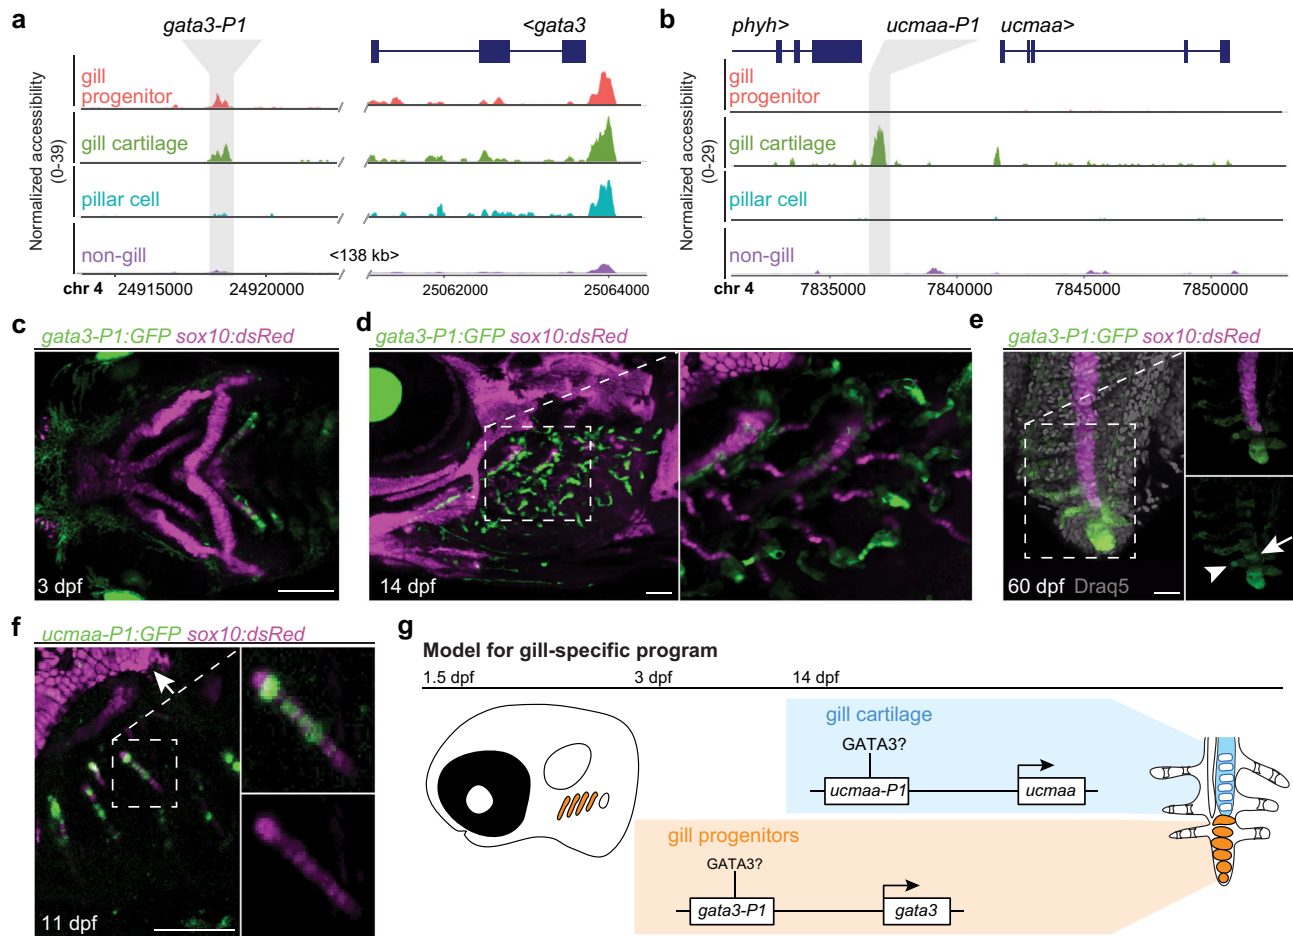 a
gata3-P1
<gata3
Normalized accessibility
(0-39)
gill
progenitor
gill cartilage
pillar cell
non-gill
<138 kb>
chr 4
24915000
24920000
25062000
25064000
b
phyh>
ucmaa-P1
ucmaa>
Normalized accessibility
(0-29)
gill
progenitor
gill cartilage
pillar cell
non-gill
chr 4
7835000
7840000
7845000
7850000
c
gata3-P1:GFP sox10:dsRed
3 dpf
d
gata3-P1:GFP sox10:dsRed
14 dpf
e
gata3-P1:GFP sox10:dsRed
60 dpf Draq5
f
ucmaa-P1:GFP sox10:dsRed
11 dpf
g
Model for gill-specific program
1.5 dpf
3 dpf
14 dpf
gill cartilage
GATA3?
ucmaa-P1
ucmaa
gill progenitors
GATA3?
gata3-P1
gata3